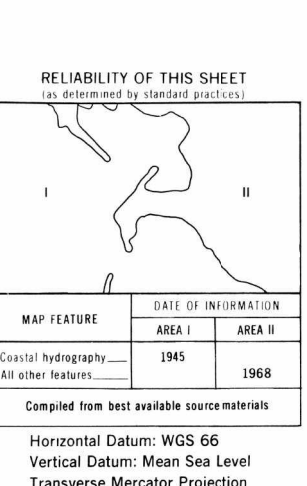 RELIABILITY OF THIS SHEET
(as determined by standard practices)
I II
MAP FEATURE DATE OF INFORMATION
AREA I AREA II
Coastal hydrography 1945
All other features 1968
Compiled from best available source materials
Horizontal Datum: WGS 66
Vertical Datum: Mean Sea Level
Transverse Mercator Projection